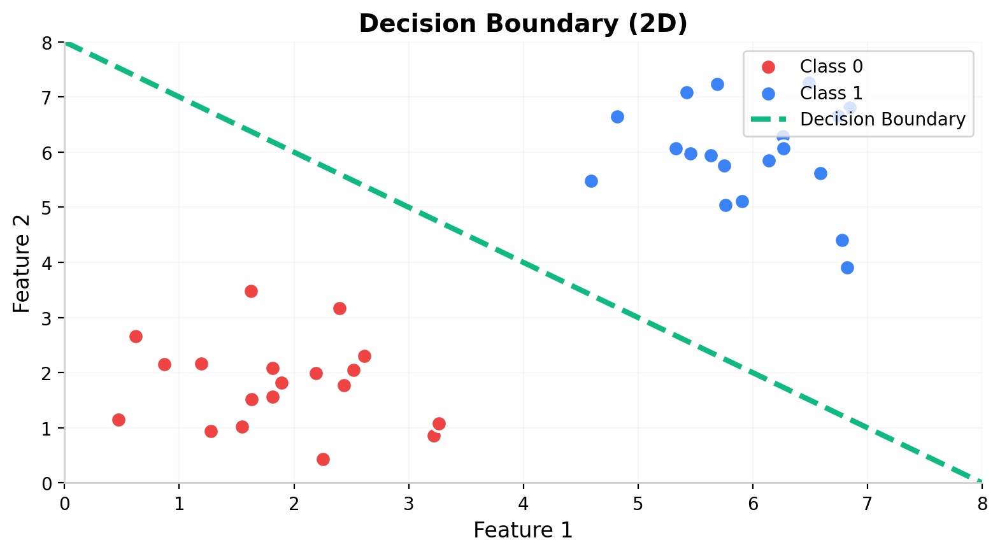 Decision Boundary (2D)
Class 0
Class 1
Decision Boundary
Feature 2
8
7
6
5
4
3
2
1
0
0 1 2 3 4 5 6 7 8
Feature 1